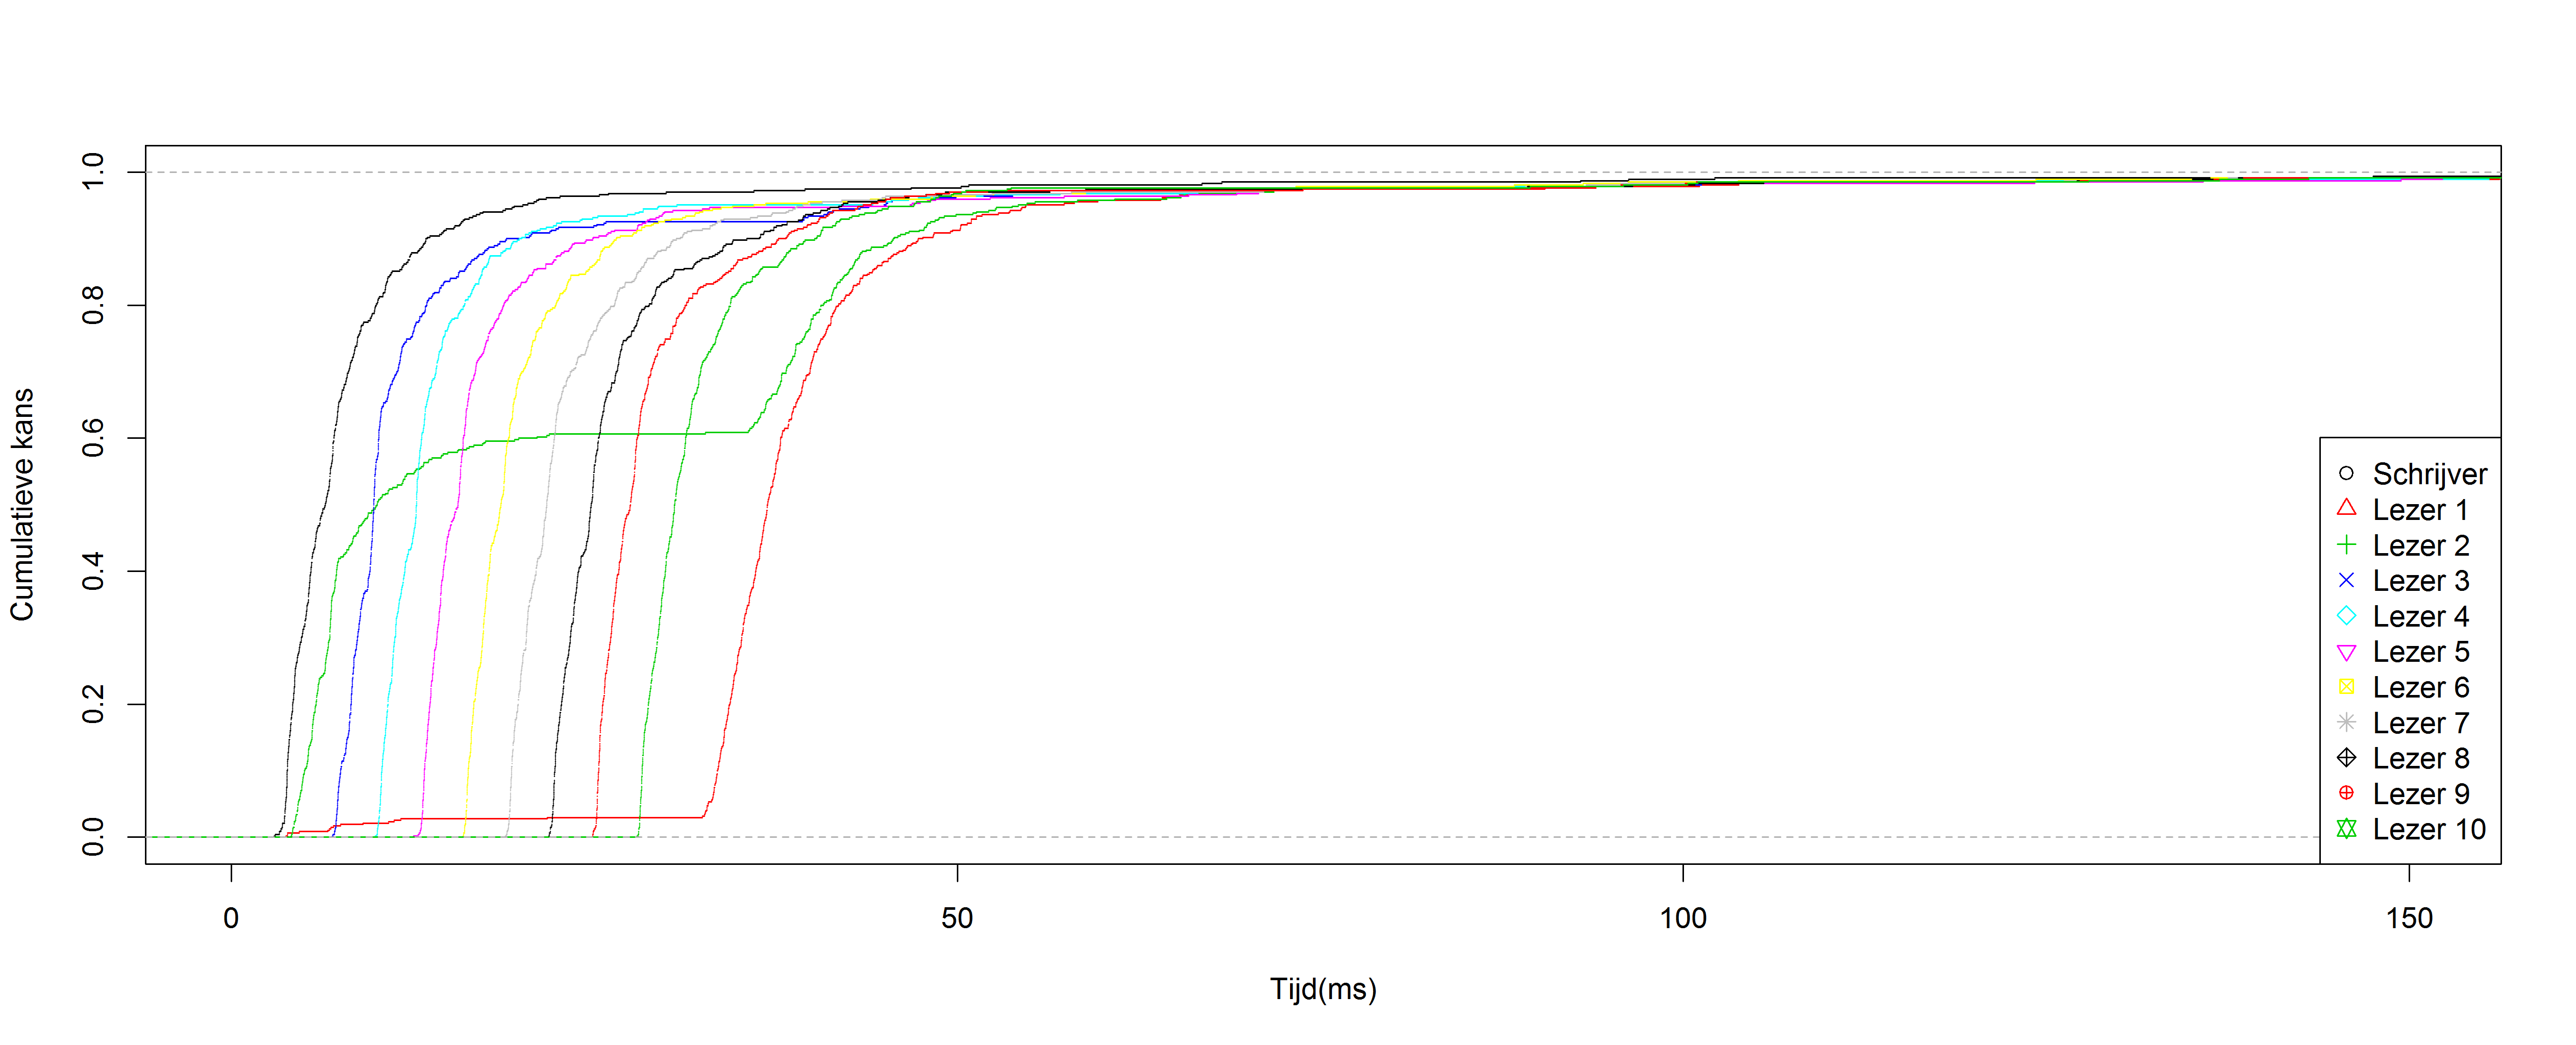 Cumulatieve kans
1.0
0.8
0.6
0.4
0.2
0.0
0 50 100 150
Tijd(ms)
Schrijver
Lezer 1
Lezer 2
Lezer 3
Lezer 4
Lezer 5
Lezer 6
Lezer 7
Lezer 8
Lezer 9
Lezer 10